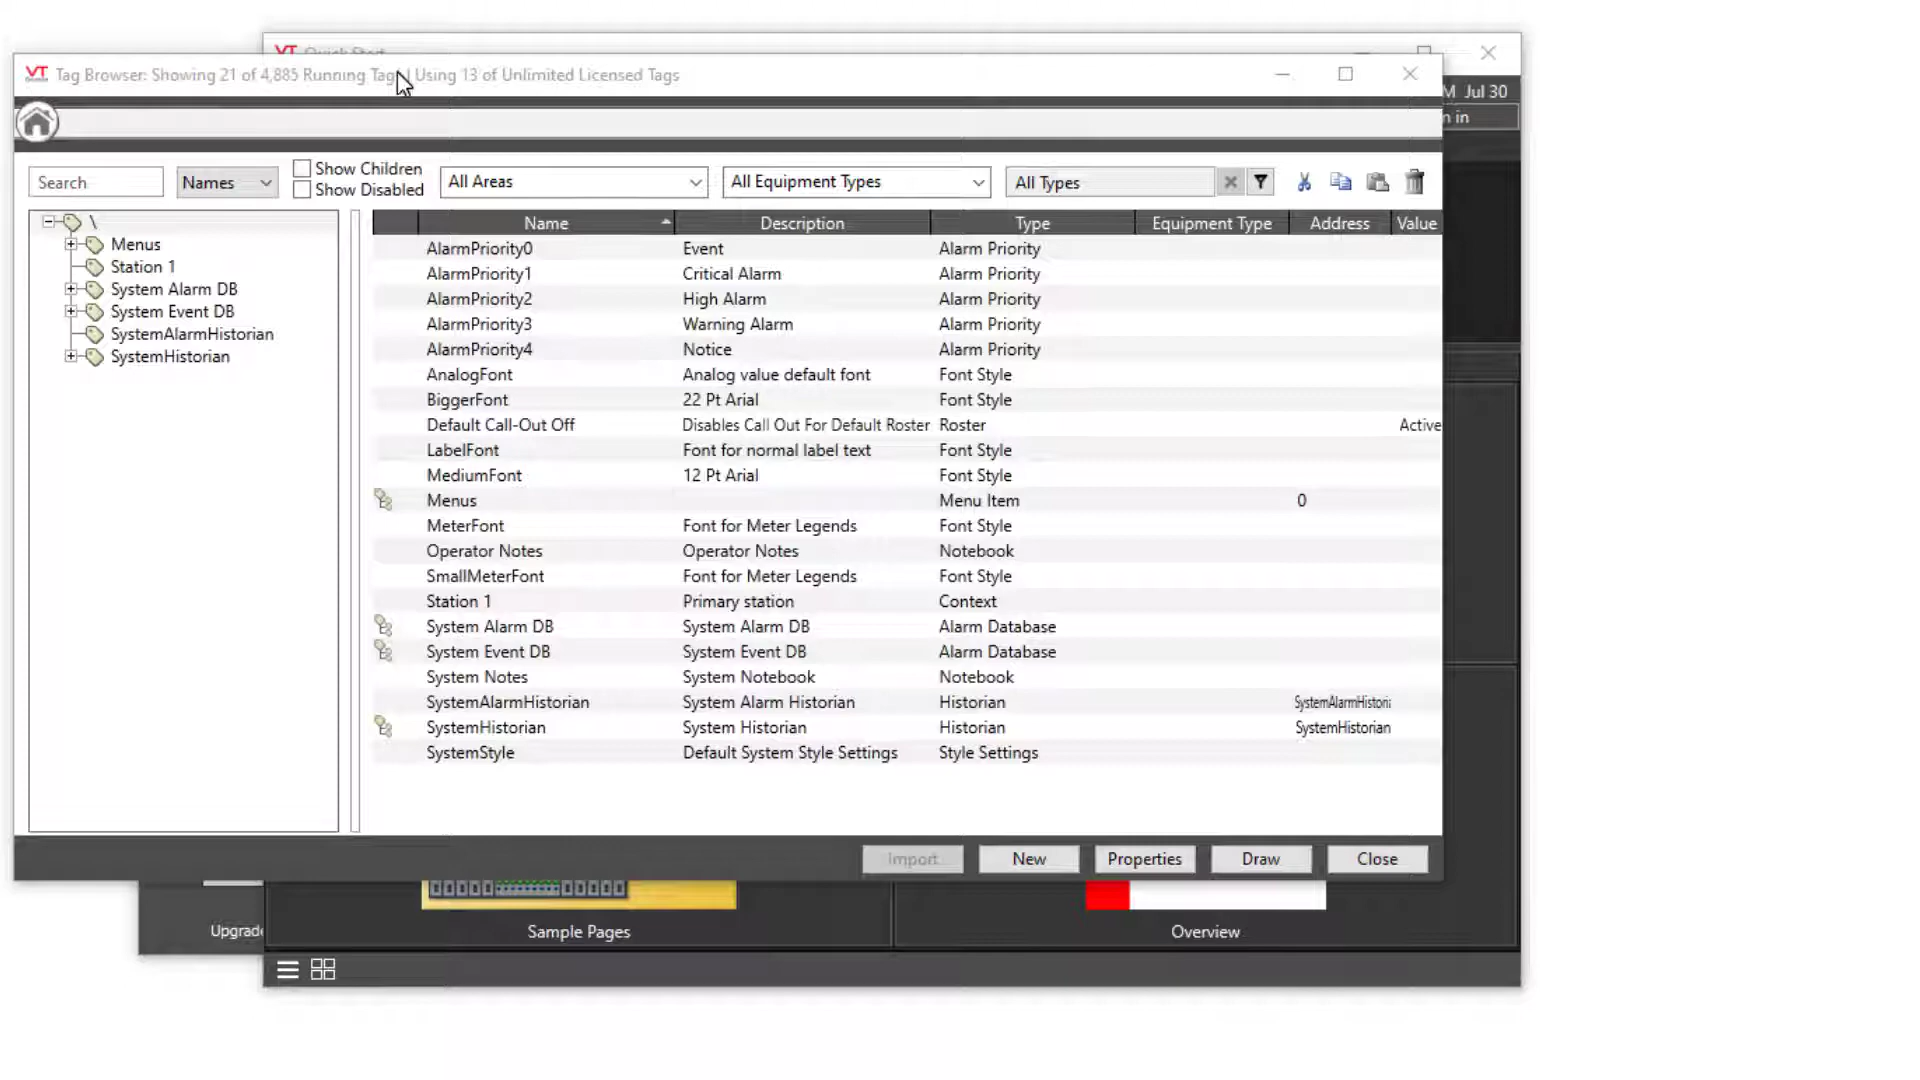 VT Quick Start
VT Tag Browser: Showing 21 of 4,885 Running Tags | Using 13 of Unlimited Licensed Tags
M Jul 30
n in
Search
Names
Show Children
Show Disabled
All Areas
All Equipment Types
All Types
\
Menus
Station 1
System Alarm DB
System Event DB
SystemAlarmHistorian
SystemHistorian
Name Description Type Equipment Type Address Value
AlarmPriority0 Event Alarm Priority
AlarmPriority1 Critical Alarm Alarm Priority
AlarmPriority2 High Alarm Alarm Priority
AlarmPriority3 Warning Alarm Alarm Priority
AlarmPriority4 Notice Alarm Priority
AnalogFont Analog value default font Font Style
BiggerFont 22 Pt Arial Font Style
Default Call-Out Off Disables Call Out For Default Roster Roster Active
LabelFont Font for normal label text Font Style
MediumFont 12 Pt Arial Font Style
Menus Menu Item 0
MeterFont Font for Meter Legends Font Style
Operator Notes Operator Notes Notebook
SmallMeterFont Font for Meter Legends Font Style
Station 1 Primary station Context
System Alarm DB System Alarm DB Alarm Database
System Event DB System Event DB Alarm Database
System Notes System Notebook Notebook
SystemAlarmHistorian System Alarm Historian Historian SystemAlarmHistori
SystemHistorian System Historian Historian SystemHistorian
SystemStyle Default System Style Settings Style Settings
Import New Properties Draw Close
Upgrade
Sample Pages
Overview